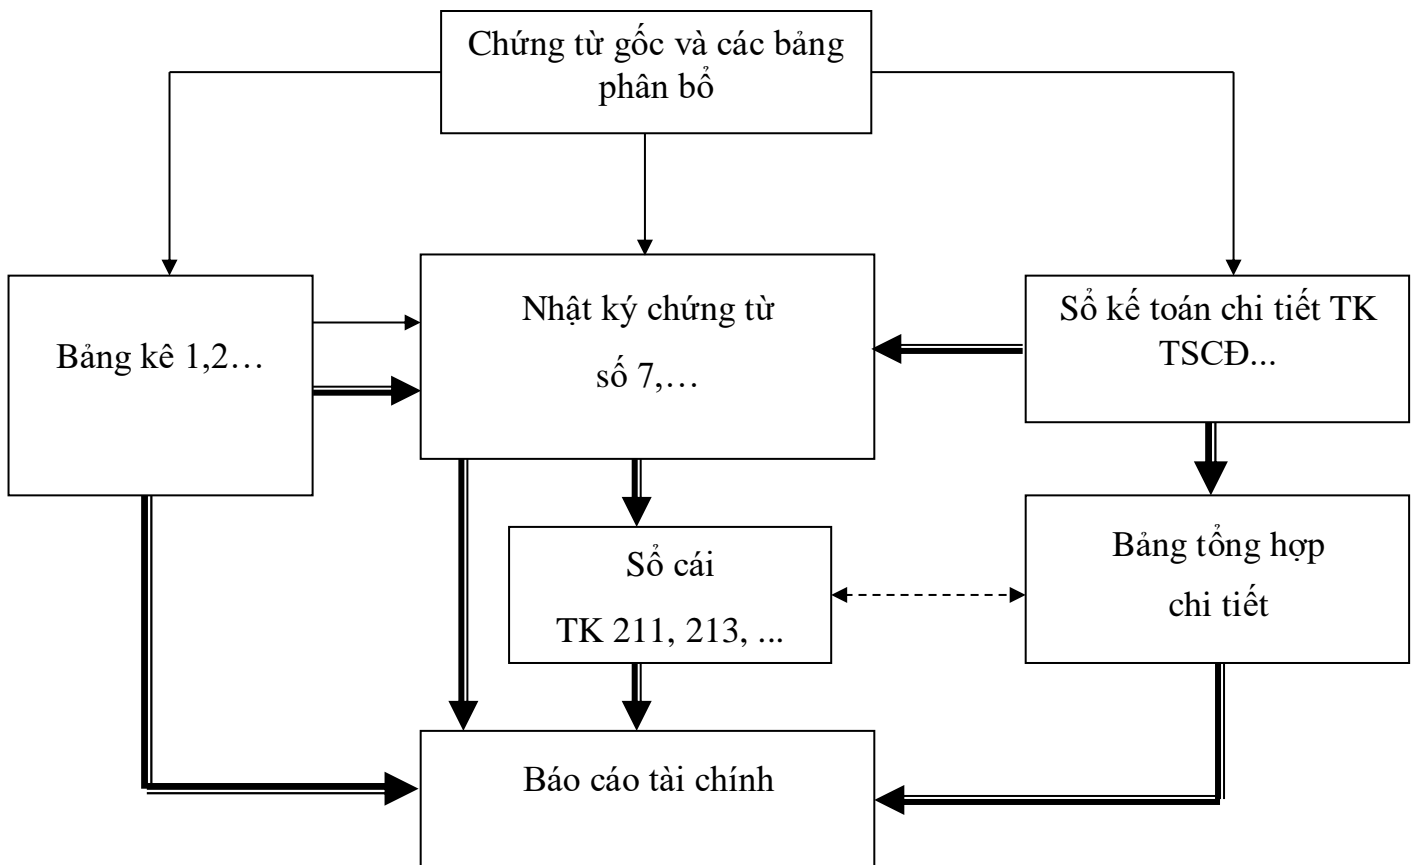 Chứng từ gốc và các bảng
phân bổ
Bảng kê 1,2…
Nhật ký chứng từ
số 7,…
Sổ kế toán chi tiết TK
TSCĐ...
Sổ cái
TK 211, 213, ...
Bảng tổng hợp
chi tiết
Báo cáo tài chính